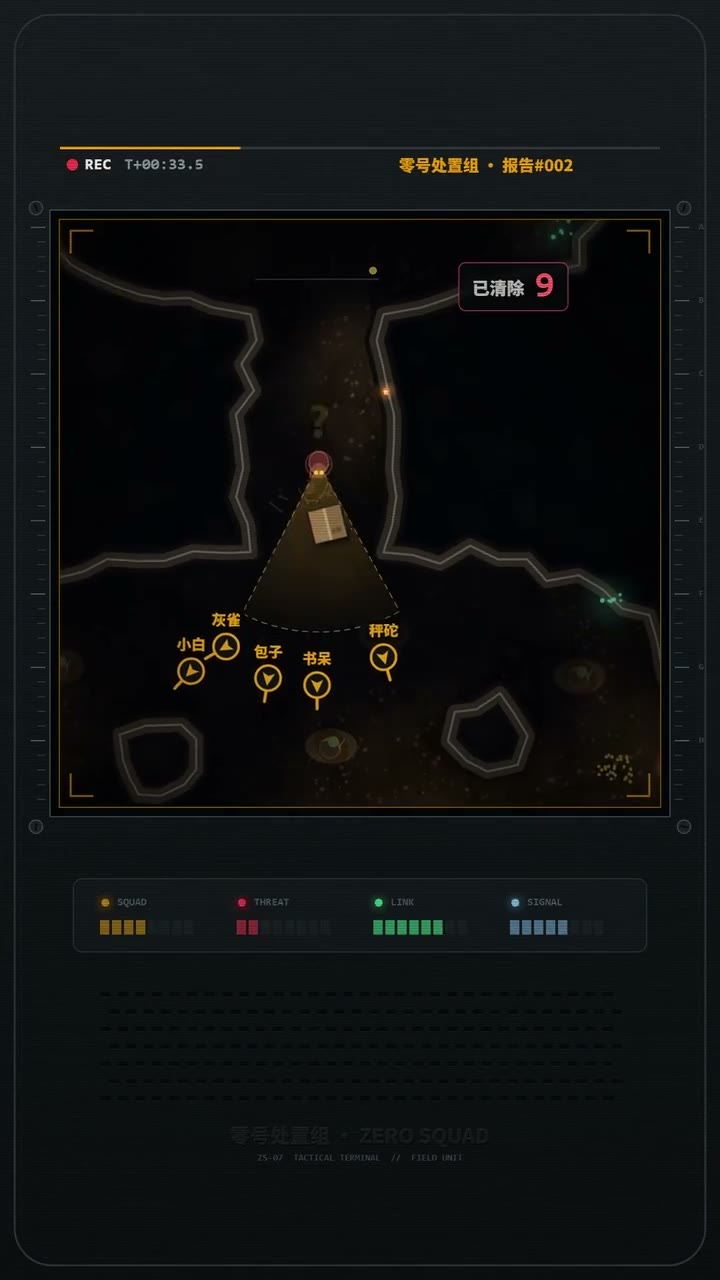 REC T+00:33.5 零号处置组 · 报告#002
已清除 9
?
灰雀
小白
包子
书呆
秤砣
SQUAD THREAT LINK SIGNAL
零号处置组 · ZERO SQUAD
ZS-07 TACTICAL TERMINAL // FIELD UNIT
A
B
C
D
E
F
G
H